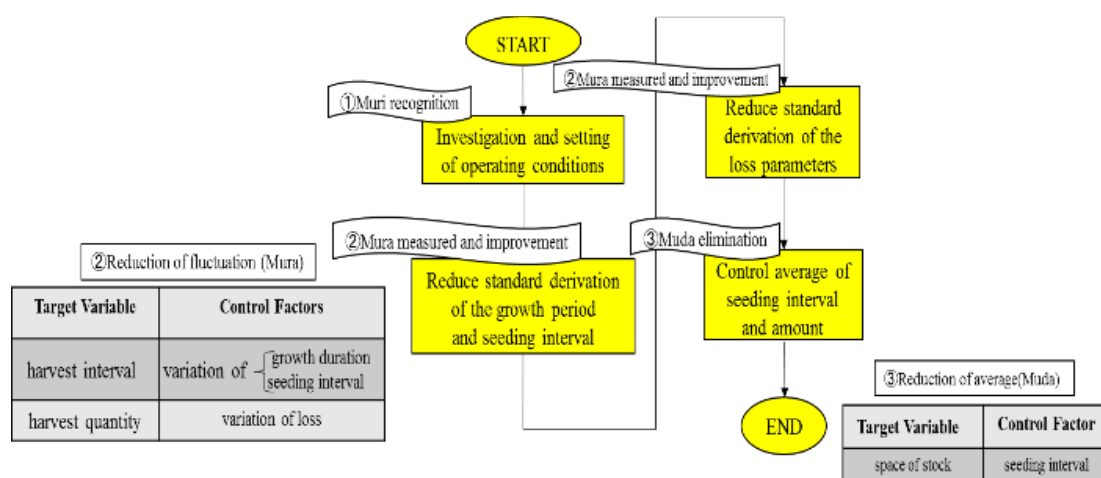 START
①Muri recognition
Investigation and setting
of operating conditions
②Mura measured and improvement
Reduce standard derivation
of the growth period
and seeding interval
②Mura measured and improvement
Reduce standard
derivation of the
loss parameters
③Muda elimination
Control average of
seeding interval
and amount
END
②Reduction of fluctuation (Mura)
Target Variable Control Factors
harvest interval variation of growth duration
seeding interval
harvest quantity variation of loss
③Reduction of average(Muda)
Target Variable Control Factor
space of stock seeding interval